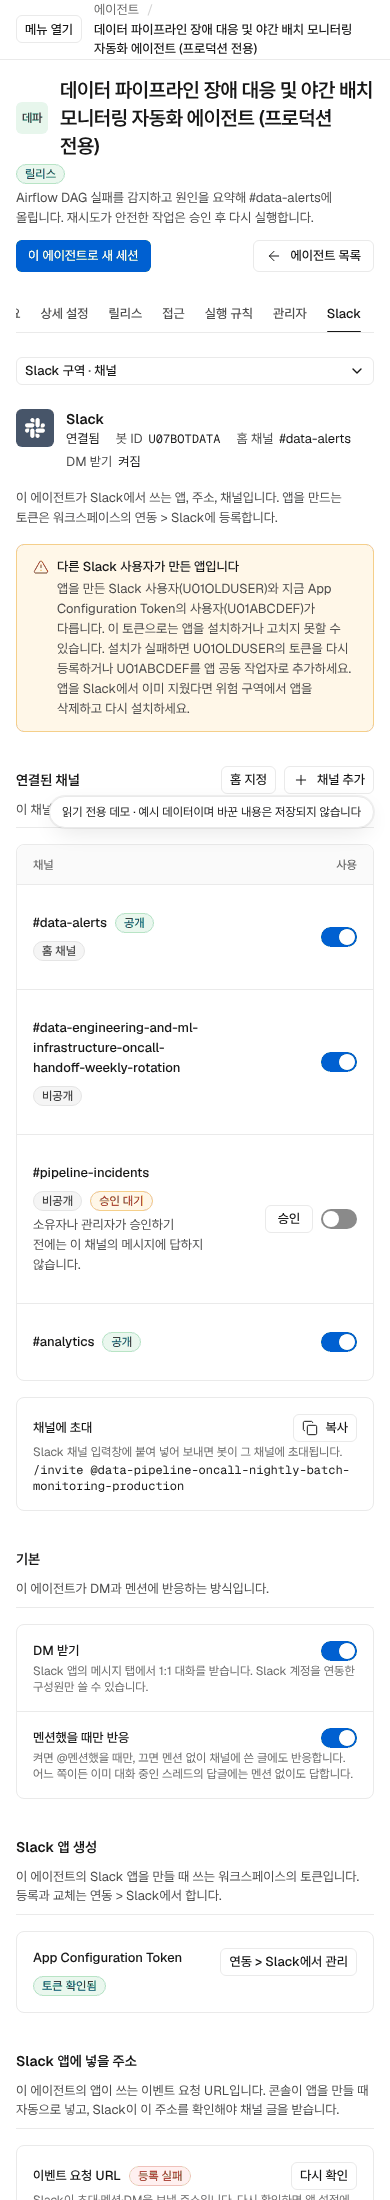 메뉴 열기
에이전트 /
데이터 파이프라인 장애 대응 및 야간 배치 모니터링
자동화 에이전트 (프로덕션 전용)
데파
데이터 파이프라인 장애 대응 및 야간 배치
모니터링 자동화 에이전트 (프로덕션
전용)
릴리스
Airflow DAG 실패를 감지하고 원인을 요약해 #data-alerts에
올립니다. 재시도가 안전한 작업은 승인 후 다시 실행합니다.
이 에이전트로 새 세션
에이전트 목록
상세 설정 릴리스 접근 실행 규칙 관리자 Slack
Slack 구역 · 채널
Slack
연결됨 봇 ID U07BOTDATA 홈 채널 #data-alerts
DM 받기 켜짐
이 에이전트가 Slack에서 쓰는 앱, 주소, 채널입니다. 앱을 만드는
토큰은 워크스페이스의 연동 > Slack에 등록합니다.
다른 Slack 사용자가 만든 앱입니다
앱을 만든 Slack 사용자(U01OLDUSER)와 지금 App
Configuration Token의 사용자(U01ABCDEF)가
다릅니다. 이 토큰으로는 앱을 설치하거나 고치지 못할 수
있습니다. 설치가 실패하면 U01OLDUSER의 토큰을 다시
등록하거나 U01ABCDEF를 앱 공동 작업자로 추가하세요.
앱을 Slack에서 이미 지웠다면 위험 구역에서 앱을
삭제하고 다시 설치하세요.
연결된 채널
홈 지정
채널 추가
이 채널
읽기 전용 데모 · 예시 데이터이며 바꾼 내용은 저장되지 않습니다
채널 사용
#data-alerts 공개
홈 채널
#data-engineering-and-ml-
infrastructure-oncall-
handoff-weekly-rotation
비공개
#pipeline-incidents
비공개 승인 대기
소유자나 관리자가 승인하기
전에는 이 채널의 메시지에 답하지
않습니다.
승인
#analytics 공개
채널에 초대
복사
Slack 채널 입력창에 붙여 넣어 보내면 봇이 그 채널에 초대됩니다.
/invite @data-pipeline-oncall-nightly-batch-
monitoring-production
기본
이 에이전트가 DM과 멘션에 반응하는 방식입니다.
DM 받기
Slack 앱의 메시지 탭에서 1:1 대화를 받습니다. Slack 계정을 연동한
구성원만 쓸 수 있습니다.
멘션했을 때만 반응
켜면 @멘션했을 때만, 끄면 멘션 없이 채널에 쓴 글에도 반응합니다.
어느 쪽이든 이미 대화 중인 스레드의 답글에는 멘션 없이도 답합니다.
Slack 앱 생성
이 에이전트의 Slack 앱을 만들 때 쓰는 워크스페이스의 토큰입니다.
등록과 교체는 연동 > Slack에서 합니다.
App Configuration Token
토큰 확인됨
연동 > Slack에서 관리
Slack 앱에 넣을 주소
이 에이전트의 앱이 쓰는 이벤트 요청 URL입니다. 콘솔이 앱을 만들 때
자동으로 넣고, Slack이 이 주소를 확인해야 채널 글을 받습니다.
이벤트 요청 URL 등록 실패
다시 확인